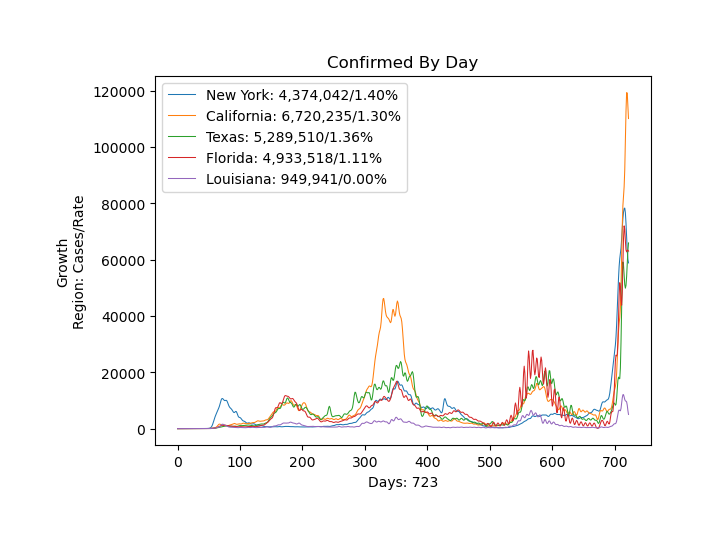 Confirmed By Day
New York: 4,374,042/1.40%
California: 6,720,235/1.30%
Texas: 5,289,510/1.36%
Florida: 4,933,518/1.11%
Louisiana: 949,941/0.00%
120000
100000
80000
60000
40000
20000
0
Growth
Region: Cases/Rate
0 100 200 300 400 500 600 700
Days: 723